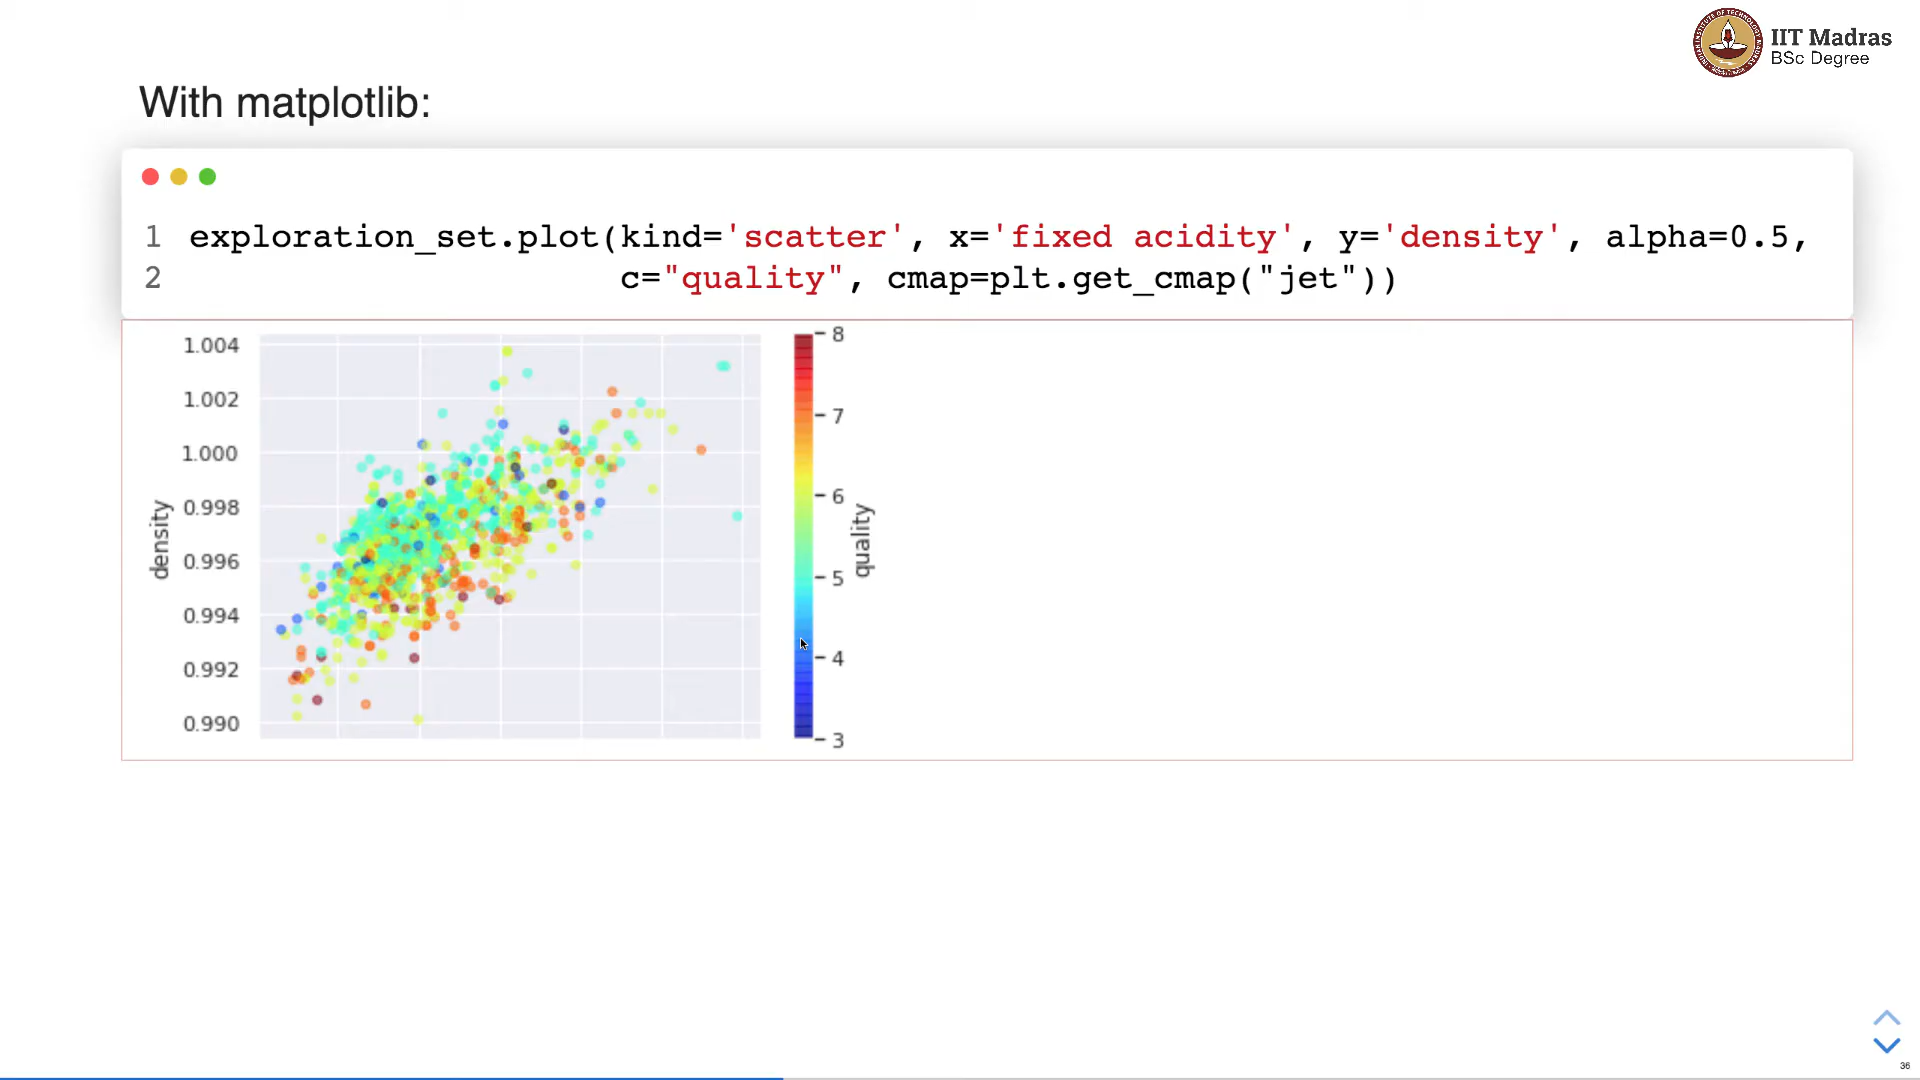 IIT Madras
BSc Degree
With matplotlib:
1 exploration_set.plot(kind='scatter', x='fixed acidity', y='density', alpha=0.5,
2 c="quality", cmap=plt.get_cmap("jet"))
1.004
1.002
1.000
0.998
0.996
0.994
0.992
0.990
density
8
7
6
5
4
3
quality
36